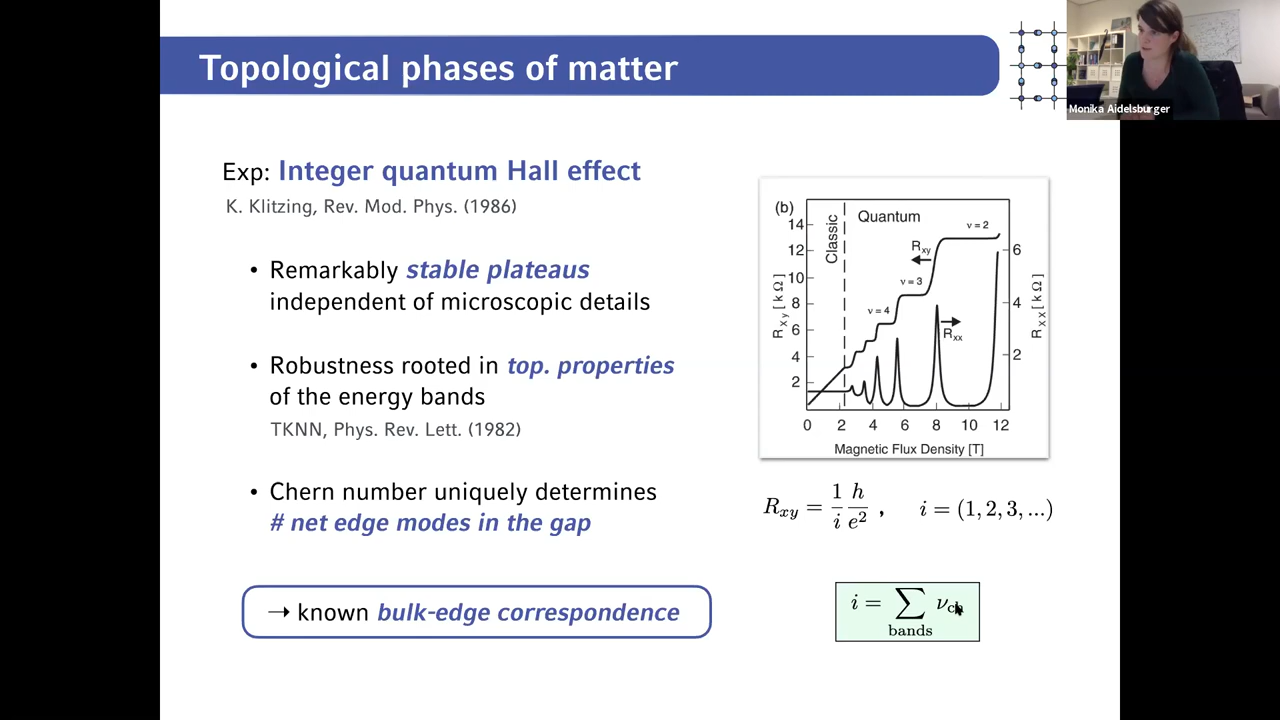 Topological phases of matter
Monika Aidelsburger
Exp: Integer quantum Hall effect
K. Klitzing, Rev. Mod. Phys. (1986)
• Remarkably stable plateaus
independent of microscopic details
• Robustness rooted in top. properties
of the energy bands
TKNN, Phys. Rev. Lett. (1982)
• Chern number uniquely determines
# net edge modes in the gap
→ known bulk-edge correspondence
(b)
Classic
Quantum
ν = 2
ν = 3
ν = 4
R_xy
R_xx
14
12
10
8
6
4
2
6
4
2
0 2 4 6 8 10 12
R_xy [kΩ]
R_xx [kΩ]
Magnetic Flux Density [T]
R_xy = 1/i h/e², i = (1, 2, 3, ...)
i = ∑ ν_ch
bands